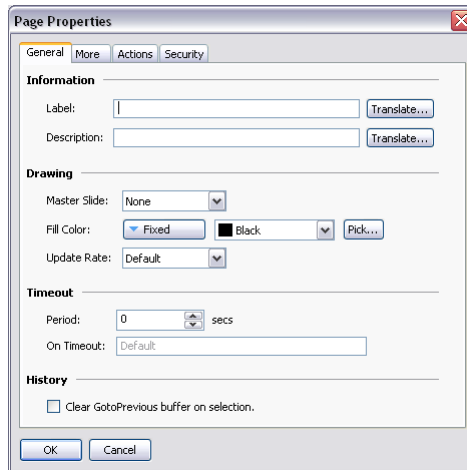 Page Properties
General More Actions Security
Information
Label: Translate...
Description: Translate...
Drawing
Master Slide: None
Fill Color: Fixed Black Pick...
Update Rate: Default
Timeout
Period: 0 secs
On Timeout: Default
History
Clear GotoPrevious buffer on selection.
OK Cancel